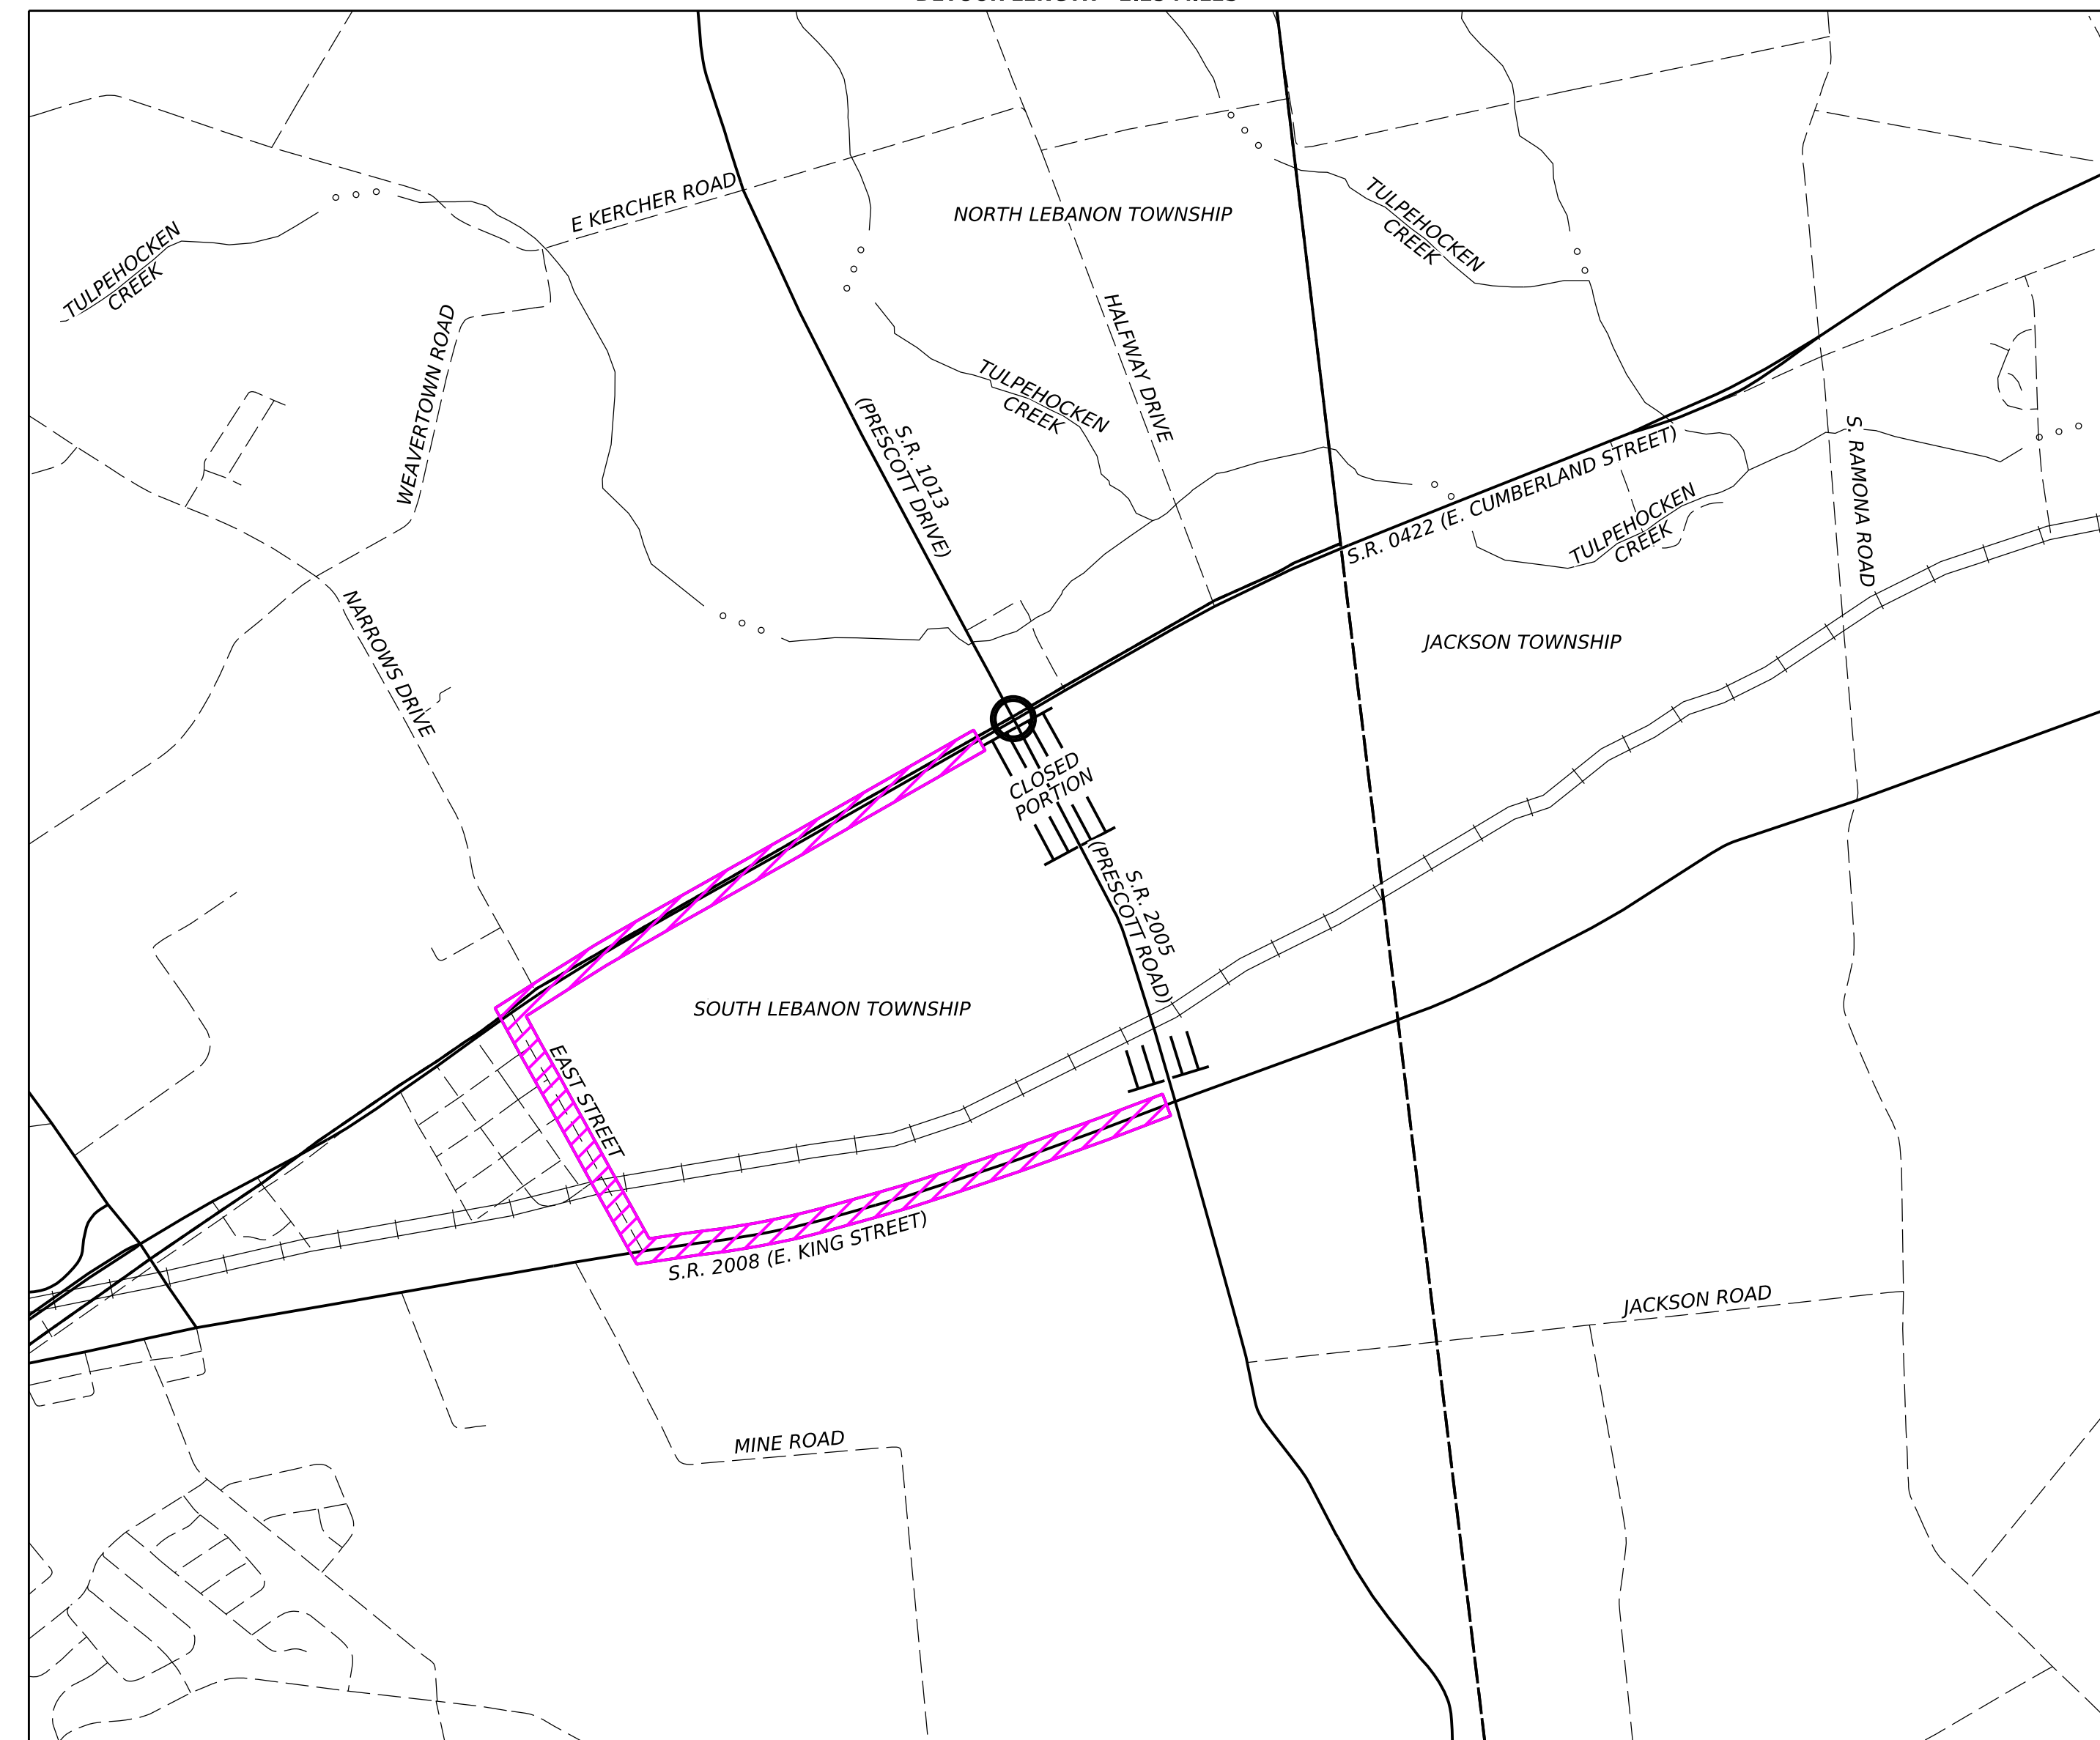 E KERCHER ROAD
NORTH LEBANON TOWNSHIP
TULPEHOCKEN
CREEK
TULPEHOCKEN
CREEK
WEAVERTOWN ROAD
HALFWAY DRIVE
TULPEHOCKEN
CREEK
S.R. 1013
(PRESCOTT DRIVE)
S.R. 0422 (E. CUMBERLAND STREET)
S. RAMONA ROAD
TULPEHOCKEN
CREEK
NARROWS DRIVE
JACKSON TOWNSHIP
CLOSED
PORTION
S.R. 2005
(PRESCOTT ROAD)
SOUTH LEBANON TOWNSHIP
EAST STREET
S.R. 2008 (E. KING STREET)
JACKSON ROAD
MINE ROAD